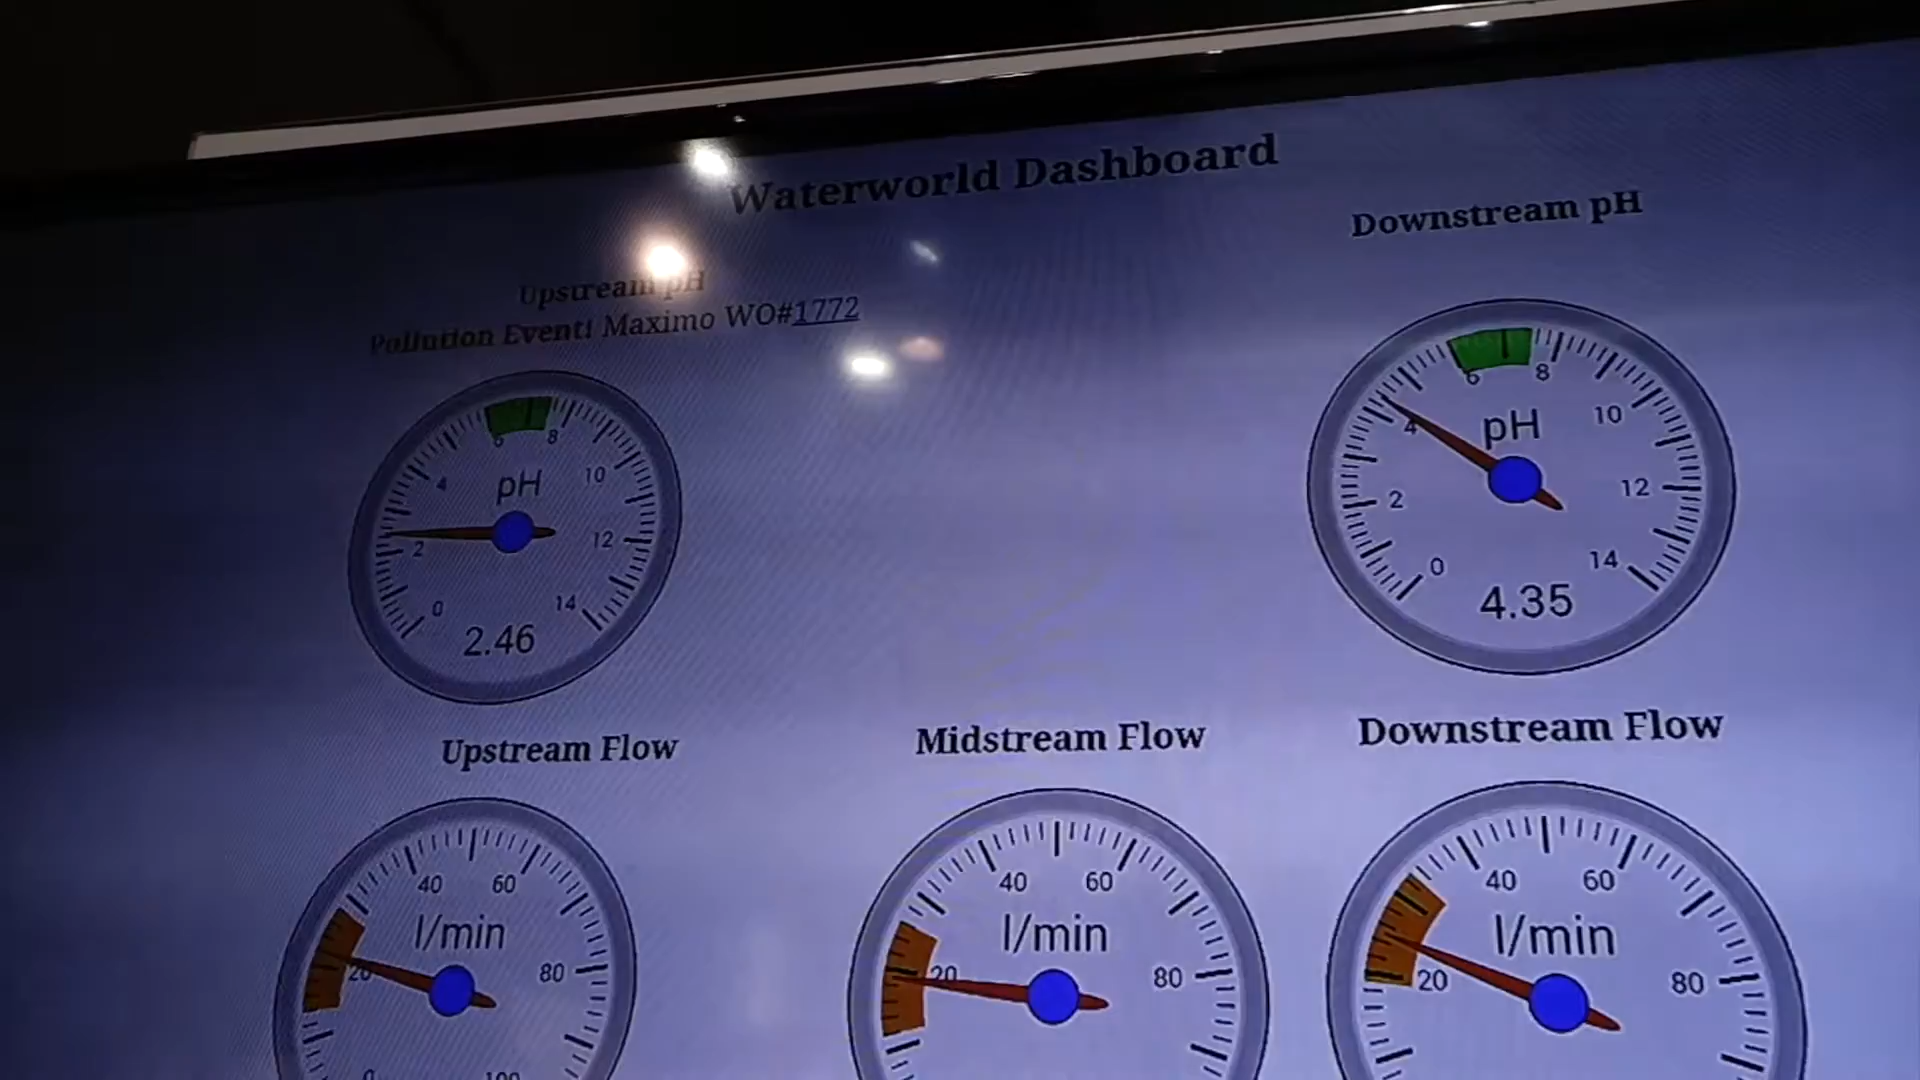 Waterworld Dashboard
Upstream pH
Pollution Event! Maximo WO#1772
Downstream pH
0 2 4 6 8 10 12 14
pH
2.46
0 2 4 6 8 10 12 14
pH
4.35
Upstream Flow
Midstream Flow
Downstream Flow
0 20 40 60 80 100
l/min
20 40 60 80
l/min
20 40 60 80
l/min